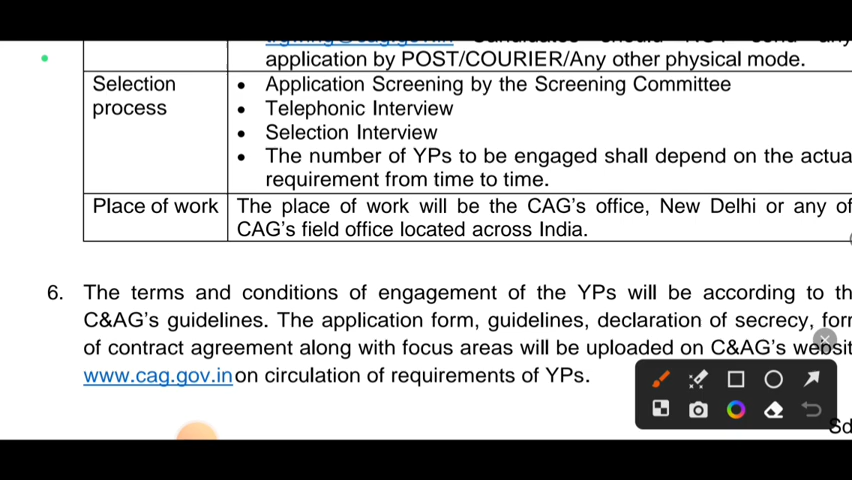 application by POST/COURIER/Any other physical mode.
Selection process
• Application Screening by the Screening Committee
• Telephonic Interview
• Selection Interview
• The number of YPs to be engaged shall depend on the actua
requirement from time to time.
Place of work The place of work will be the CAG's office, New Delhi or any of
CAG's field office located across India.
6. The terms and conditions of engagement of the YPs will be according to th
C&AG's guidelines. The application form, guidelines, declaration of secrecy, for
of contract agreement along with focus areas will be uploaded on C&AG's websit
www.cag.gov.in on circulation of requirements of YPs.
Sd